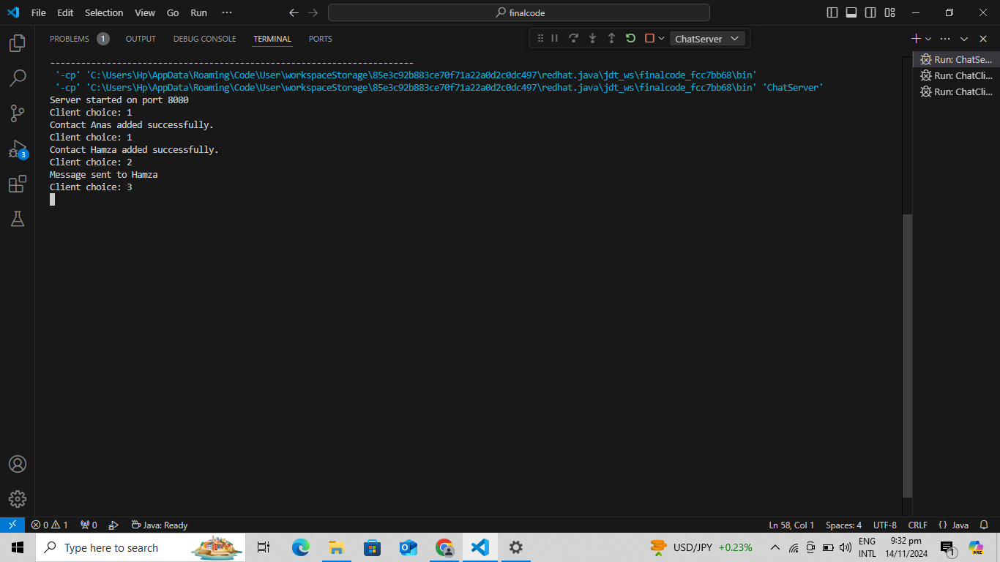 File Edit Selection View Go Run ··· finalcode
PROBLEMS 1 OUTPUT DEBUG CONSOLE TERMINAL PORTS ChatServer
----------------------------------------------------------------------
'-cp' 'C:\Users\Hp\AppData\Roaming\Code\User\workspaceStorage\85e3c92b883ce70f71a22a0d2c0dc497\redhat.java\jdt_ws\finalcode_fcc7bb68\bin'
'-cp' 'C:\Users\Hp\AppData\Roaming\Code\User\workspaceStorage\85e3c92b883ce70f71a22a0d2c0dc497\redhat.java\jdt_ws\finalcode_fcc7bb68\bin' 'ChatServer'
Server started on port 8080
Client choice: 1
Contact Anas added successfully.
Client choice: 1
Contact Hamza added successfully.
Client choice: 2
Message sent to Hamza
Client choice: 3
Run: ChatSe...
Run: ChatCli...
Run: ChatCli...
3
0 1 0 Java: Ready Ln 58, Col 1 Spaces: 4 UTF-8 CRLF {} Java
Type here to search USD/JPY +0.23% ENG INTL 9:32 pm 14/11/2024 1 PRE